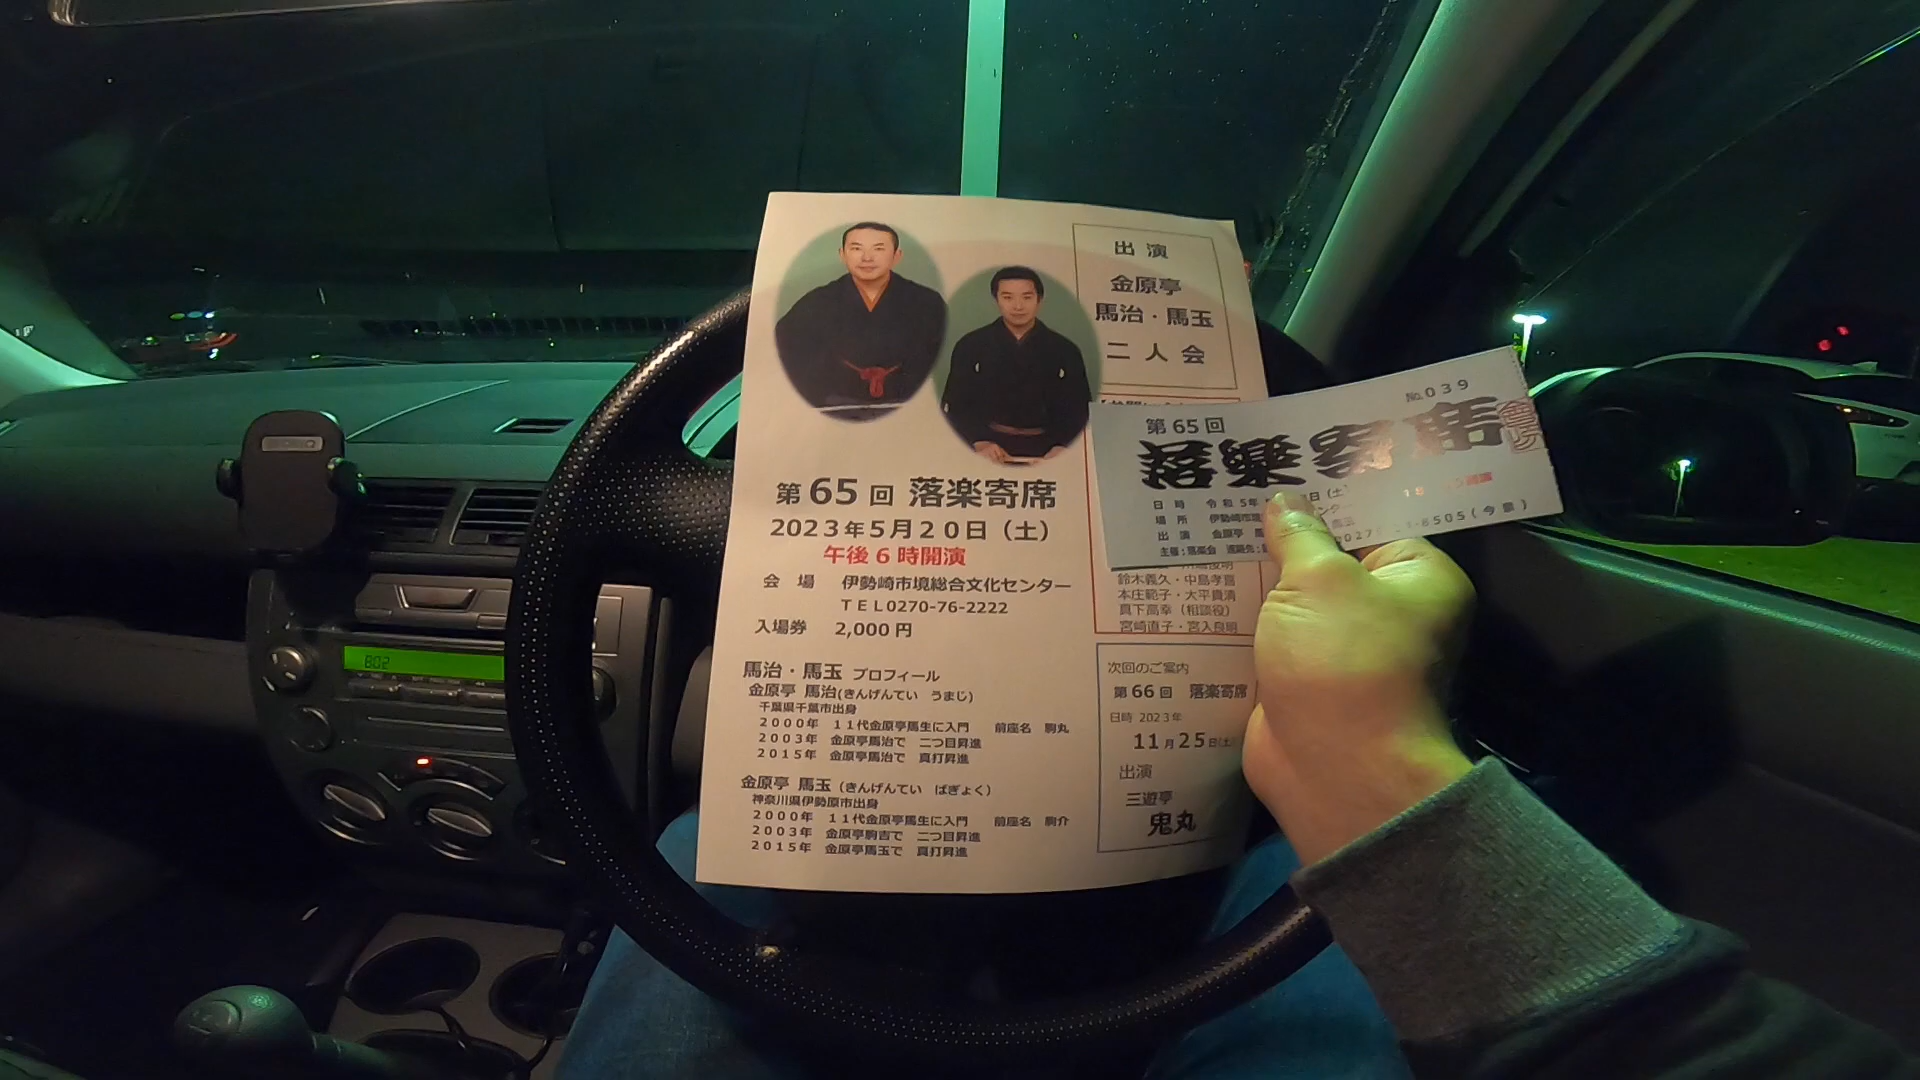 出演
金原亭
馬治・馬玉
二人会
第65回 落楽寄席
2023年5月20日（土）
午後6時開演
会場 伊勢崎市境総合文化センター
TEL0270-76-2222
入場券 2,000円
馬治・馬玉 プロフィール
金原亭 馬治(きんげんてい うまじ)
千葉県千葉市出身
2000年 11代金原亭馬生に入門 前座名 駒丸
2003年 金原亭馬治で 二つ目昇進
2015年 金原亭馬治で 真打昇進
金原亭 馬玉（きんげんてい ばぎょく）
神奈川県伊勢原市出身
2000年 11代金原亭馬生に入門 前座名 駒介
2003年 金原亭駒吉で 二つ目昇進
2015年 金原亭馬玉で 真打昇進
鈴木義久・中島孝昌
本庄範子・大平貴清
真下高幸（相談役）
宮崎直子・宮入良明
次回のご案内
第66回 落楽寄席
日時 2023年
11月25日(土)
出演
三遊亭
鬼丸
No.039
第65回
落樂寄席
日時 令和5年 日（土）
場所 伊勢崎市境 ンター
出演 金原亭
主催：落楽会 8505(今泉)
802